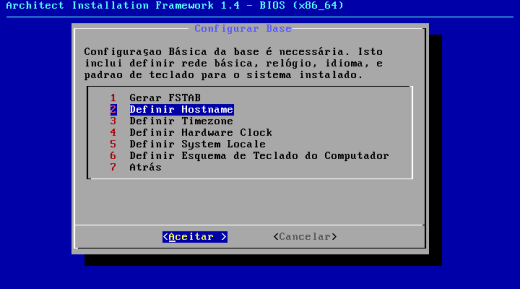 Architect Installation Framework 1.4 - BIOS (x86_64)
Configurar Base
Configuraçao Básica da base é necessária. Isto
inclui definir rede básica, relógio, idioma, e
padrao de teclado para o sistema instalado.
1 Gerar FSTAB
2 Definir Hostname
3 Definir Timezone
4 Definir Hardware Clock
5 Definir System Locale
6 Definir Esquema de Teclado do Computador
7 Atrás
<Aceitar > <Cancelar>